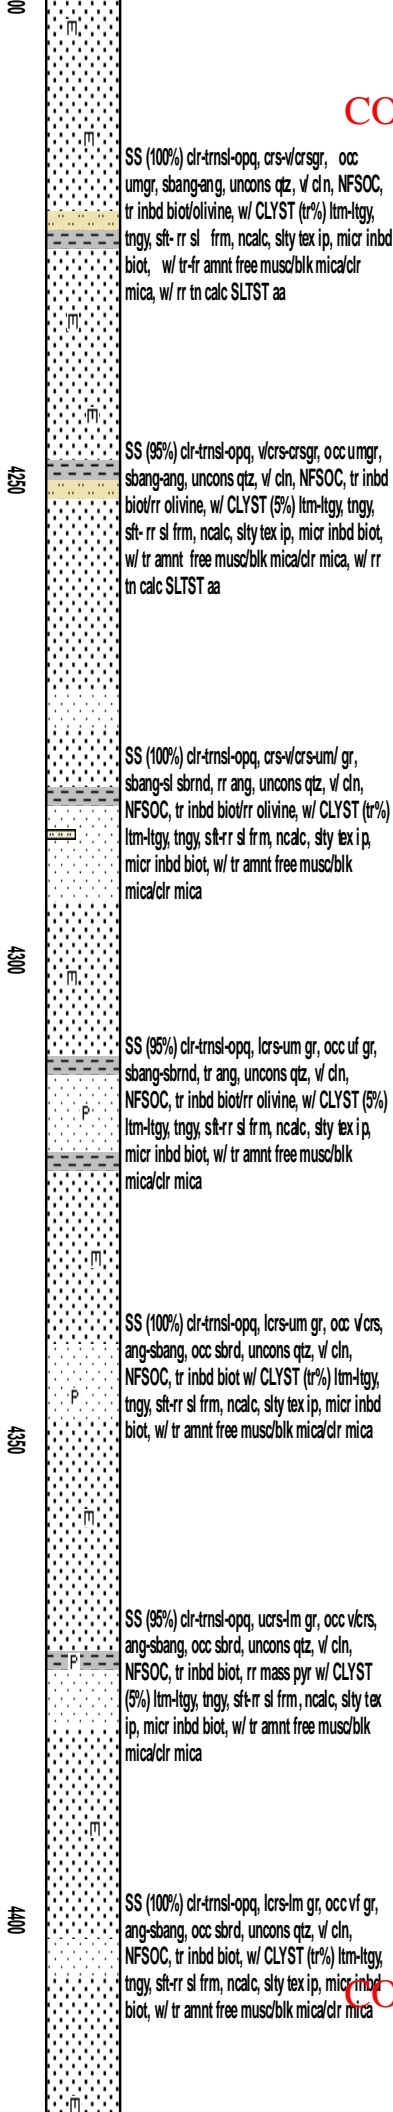 00
CO
SS (100%) clr-trnsl-opq, crs-v/crsgr, occ
umgr, sbang-ang, uncons qtz, v/ cln, NFSOC,
tr inbd biot/olivine, w/ CLYST (tr%) ltm-ltgy,
tngy, sft- rr sl frm, ncalc, slty tex ip, micr inbd
biot, w/ tr-fr amnt free musc/blk mica/clr
mica, w/ rr tn calc SLTST aa
SS (95%) clr-trnsl-opq, v/crs-crsgr, occ umgr,
4250
sbang-ang, uncons qtz, v/ cln, NFSOC, tr inbd
biot/rr olivine, w/ CLYST (5%) ltm-ltgy, tngy,
sft- rr sl frm, ncalc, slty tex ip, micr inbd biot,
w/ tr amnt free musc/blk mica/clr mica, w/ rr
tn calc SLTST aa
SS (100%) clr-trnsl-opq, crs-v/crs-um/ gr,
sbang-sl sbrnd, rr ang, uncons qtz, v/ cln,
NFSOC, tr inbd biot/rr olivine, w/ CLYST (tr%)
ltm-ltgy, tngy, sft-rr sl frm, ncalc, slty tex ip,
micr inbd biot, w/ tr amnt free musc/blk
mica/clr mica
4300
SS (95%) clr-trnsl-opq, lcrs-um gr, occ uf gr,
sbang-sbrnd, tr ang, uncons qtz, v/ cln,
NFSOC, tr inbd biot/rr olivine, w/ CLYST (5%)
ltm-ltgy, tngy, sft-rr sl frm, ncalc, slty tex ip,
micr inbd biot, w/ tr amnt free musc/blk
mica/clr mica
SS (100%) clr-trnsl-opq, lcrs-um gr, occ v/crs,
ang-sbang, occ sbrd, uncons qtz, v/ cln,
NFSOC, tr inbd biot w/ CLYST (tr%) ltm-ltgy,
tngy, sft-rr sl frm, ncalc, slty tex ip, micr inbd
biot, w/ tr amnt free musc/blk mica/clr mica
4350
SS (95%) clr-trnsl-opq, ucrs-lm gr, occ v/crs,
ang-sbang, occ sbrd, uncons qtz, v/ cln,
NFSOC, tr inbd biot, rr mass pyr w/ CLYST
(5%) ltm-ltgy, tngy, sft-rr sl frm, ncalc, slty tex
ip, micr inbd biot, w/ tr amnt free musc/blk
mica/clr mica
SS (100%) clr-trnsl-opq, lcrs-lm gr, occ vf gr,
4400
ang-sbang, occ sbrd, uncons qtz, v/ cln,
NFSOC, tr inbd biot, w/ CLYST (tr%) ltm-ltgy,
tngy, sft-rr sl frm, ncalc, slty tex ip, micr inbd
biot, w/ tr amnt free musc/blk mica/clr mica
CO
E
E
E
E
E
P
E
P
E
P
E
E